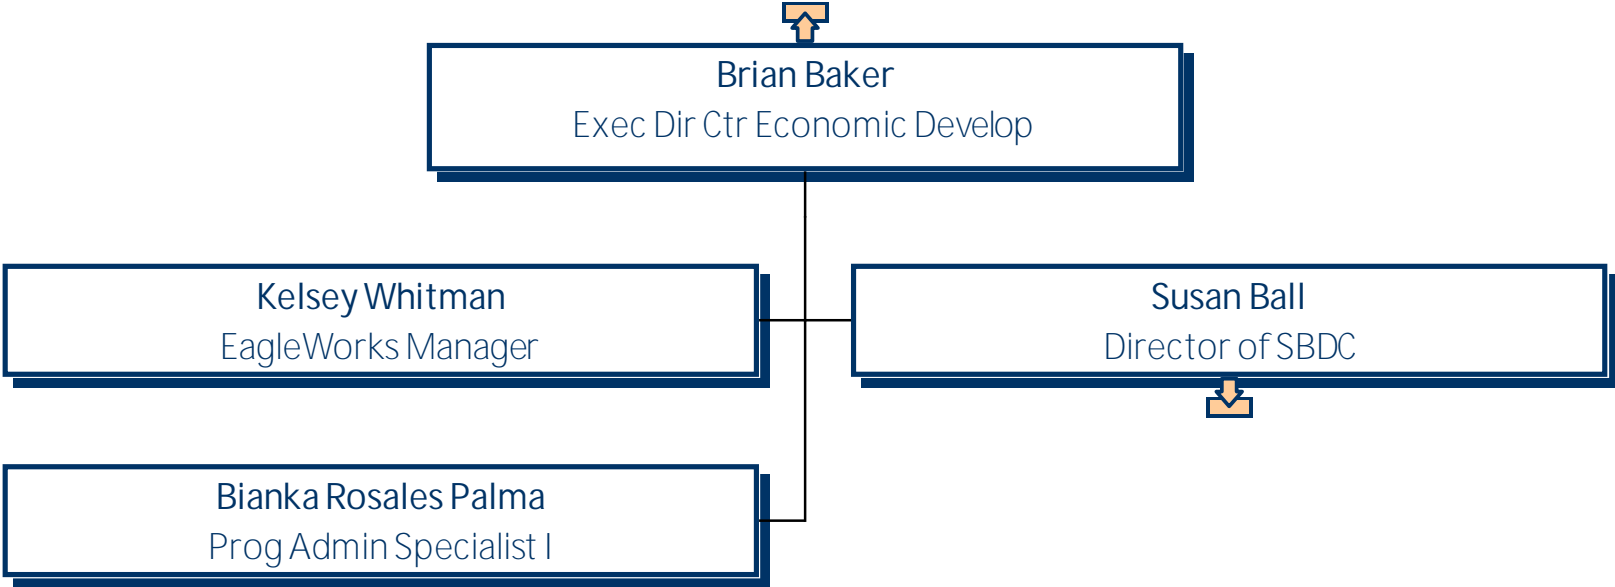 Brian Baker
Exec Dir Ctr Economic Develop
Kelsey Whitman
EagleWorks Manager
Susan Ball
Director of SBDC
Bianka Rosales Palma
Prog Admin Specialist I